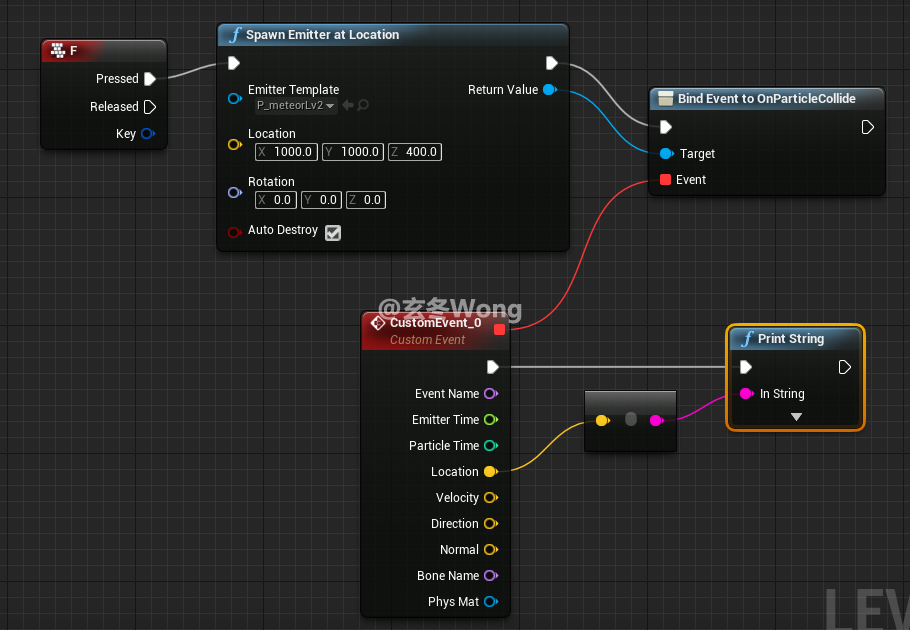 F
Pressed
Released
Key
Spawn Emitter at Location
Emitter Template
P_meteorLv2
Return Value
Location
X 1000.0 Y 1000.0 Z 400.0
Rotation
X 0.0 Y 0.0 Z 0.0
Auto Destroy
Bind Event to OnParticleCollide
Target
Event
@玄冬Wong
CustomEvent_0
Custom Event
Event Name
Emitter Time
Particle Time
Location
Velocity
Direction
Normal
Bone Name
Phys Mat
Print String
In String
LEV